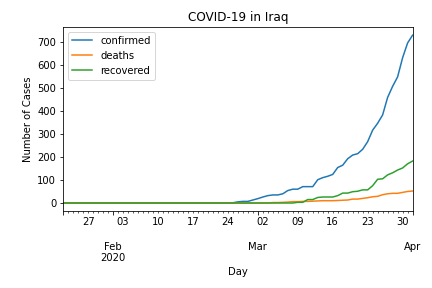 COVID-19 in Iraq
confirmed
deaths
recovered
Number of Cases
700
600
500
400
300
200
100
0
27 03 10 17 24 02 09 16 23 30
Feb Mar Apr
2020
Day